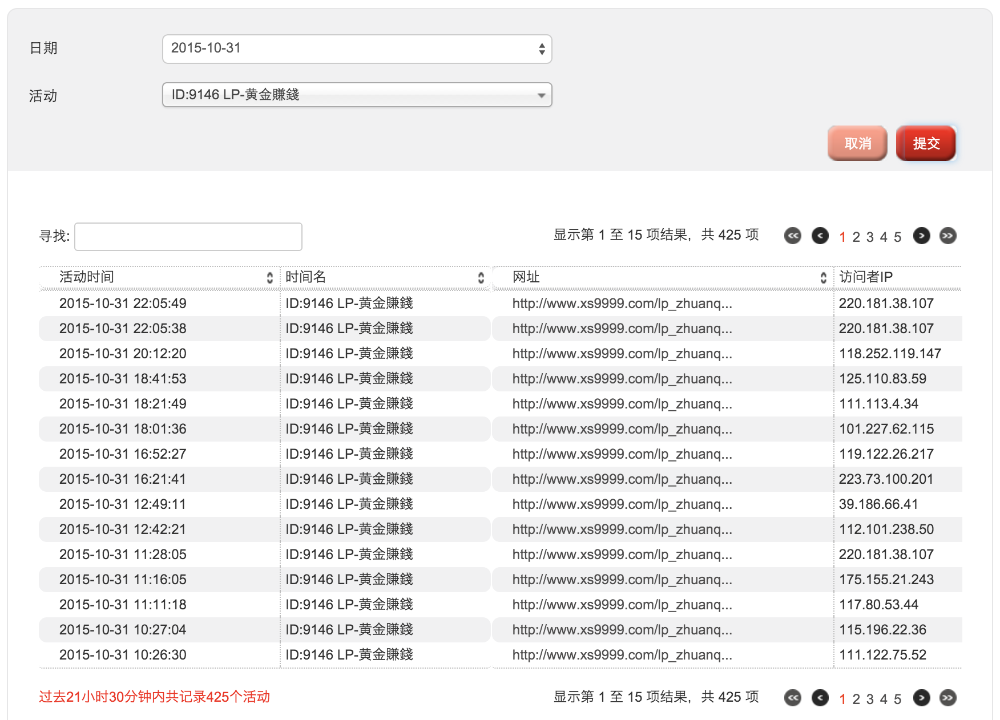 日期 2015-10-31
活动 ID:9146 LP-黄金賺錢
取消 提交
寻找: 显示第 1 至 15 项结果，共 425 项 1 2 3 4 5
活动时间 时间名 网址 访问者IP
2015-10-31 22:05:49 ID:9146 LP-黄金賺錢 http://www.xs9999.com/lp_zhuanq... 220.181.38.107
2015-10-31 22:05:38 ID:9146 LP-黄金賺錢 http://www.xs9999.com/lp_zhuanq... 220.181.38.107
2015-10-31 20:12:20 ID:9146 LP-黄金賺錢 http://www.xs9999.com/lp_zhuanq... 118.252.119.147
2015-10-31 18:41:53 ID:9146 LP-黄金賺錢 http://www.xs9999.com/lp_zhuanq... 125.110.83.59
2015-10-31 18:21:49 ID:9146 LP-黄金賺錢 http://www.xs9999.com/lp_zhuanq... 111.113.4.34
2015-10-31 18:01:36 ID:9146 LP-黄金賺錢 http://www.xs9999.com/lp_zhuanq... 101.227.62.115
2015-10-31 16:52:27 ID:9146 LP-黄金賺錢 http://www.xs9999.com/lp_zhuanq... 119.122.26.217
2015-10-31 16:21:41 ID:9146 LP-黄金賺錢 http://www.xs9999.com/lp_zhuanq... 223.73.100.201
2015-10-31 12:49:11 ID:9146 LP-黄金賺錢 http://www.xs9999.com/lp_zhuanq... 39.186.66.41
2015-10-31 12:42:21 ID:9146 LP-黄金賺錢 http://www.xs9999.com/lp_zhuanq... 112.101.238.50
2015-10-31 11:28:05 ID:9146 LP-黄金賺錢 http://www.xs9999.com/lp_zhuanq... 220.181.38.107
2015-10-31 11:16:05 ID:9146 LP-黄金賺錢 http://www.xs9999.com/lp_zhuanq... 175.155.21.243
2015-10-31 11:11:18 ID:9146 LP-黄金賺錢 http://www.xs9999.com/lp_zhuanq... 117.80.53.44
2015-10-31 10:27:04 ID:9146 LP-黄金賺錢 http://www.xs9999.com/lp_zhuanq... 115.196.22.36
2015-10-31 10:26:30 ID:9146 LP-黄金賺錢 http://www.xs9999.com/lp_zhuanq... 111.122.75.52
过去21小时30分钟内共记录425个活动 显示第 1 至 15 项结果，共 425 项 1 2 3 4 5